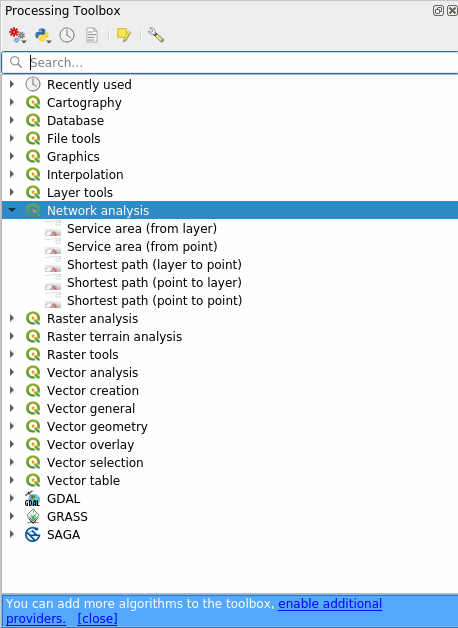 Processing Toolbox
Search...
Recently used
Cartography
Database
File tools
Graphics
Interpolation
Layer tools
Network analysis
Service area (from layer)
Service area (from point)
Shortest path (layer to point)
Shortest path (point to layer)
Shortest path (point to point)
Raster analysis
Raster terrain analysis
Raster tools
Vector analysis
Vector creation
Vector general
Vector geometry
Vector overlay
Vector selection
Vector table
GDAL GDAL
GRASS
SAGA
You can add more algorithms to the toolbox, enable additional
providers. [close]